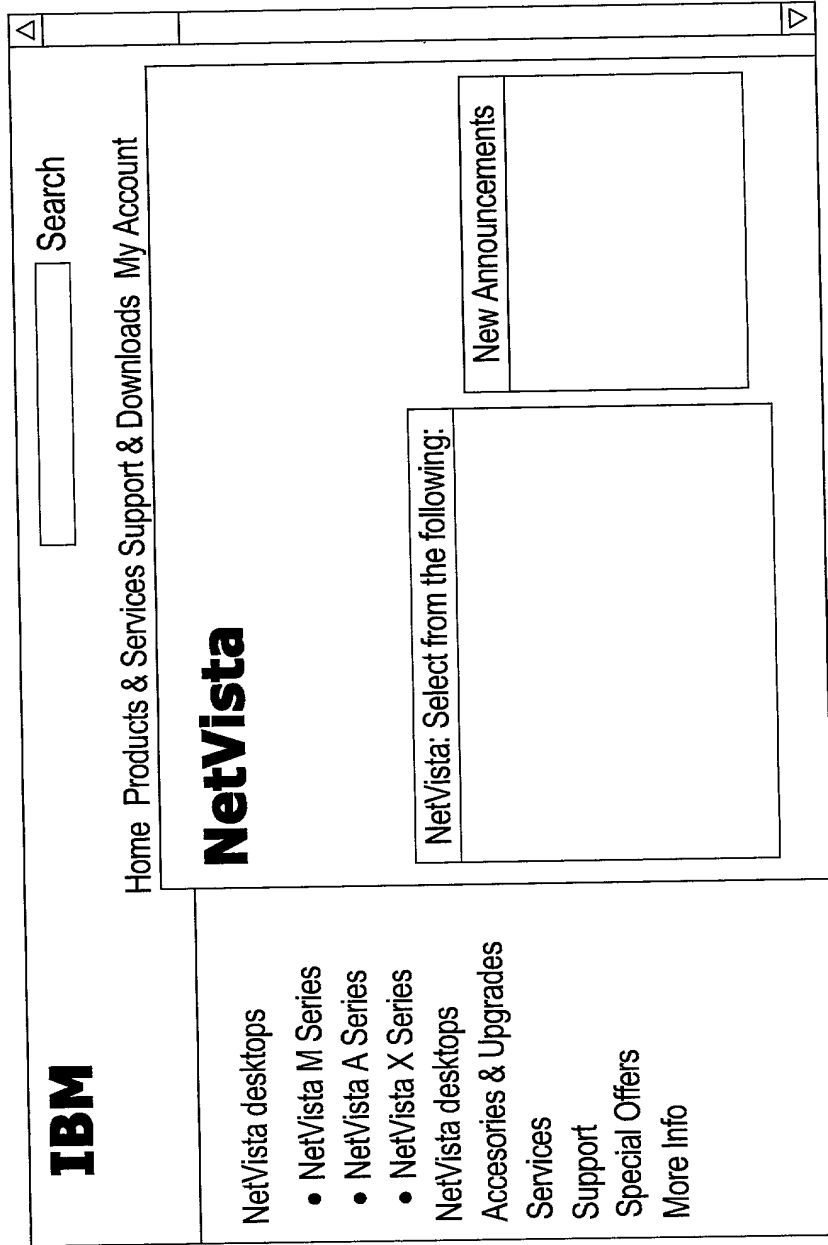 IBM
Search
Home Products & Services Support & Downloads My Account
NetVista desktops
• NetVista M Series
• NetVista A Series
• NetVista X Series
NetVista desktops
Accesories & Upgrades
Services
Support
Special Offers
More Info
NetVista
NetVista: Select from the following:
New Announcements